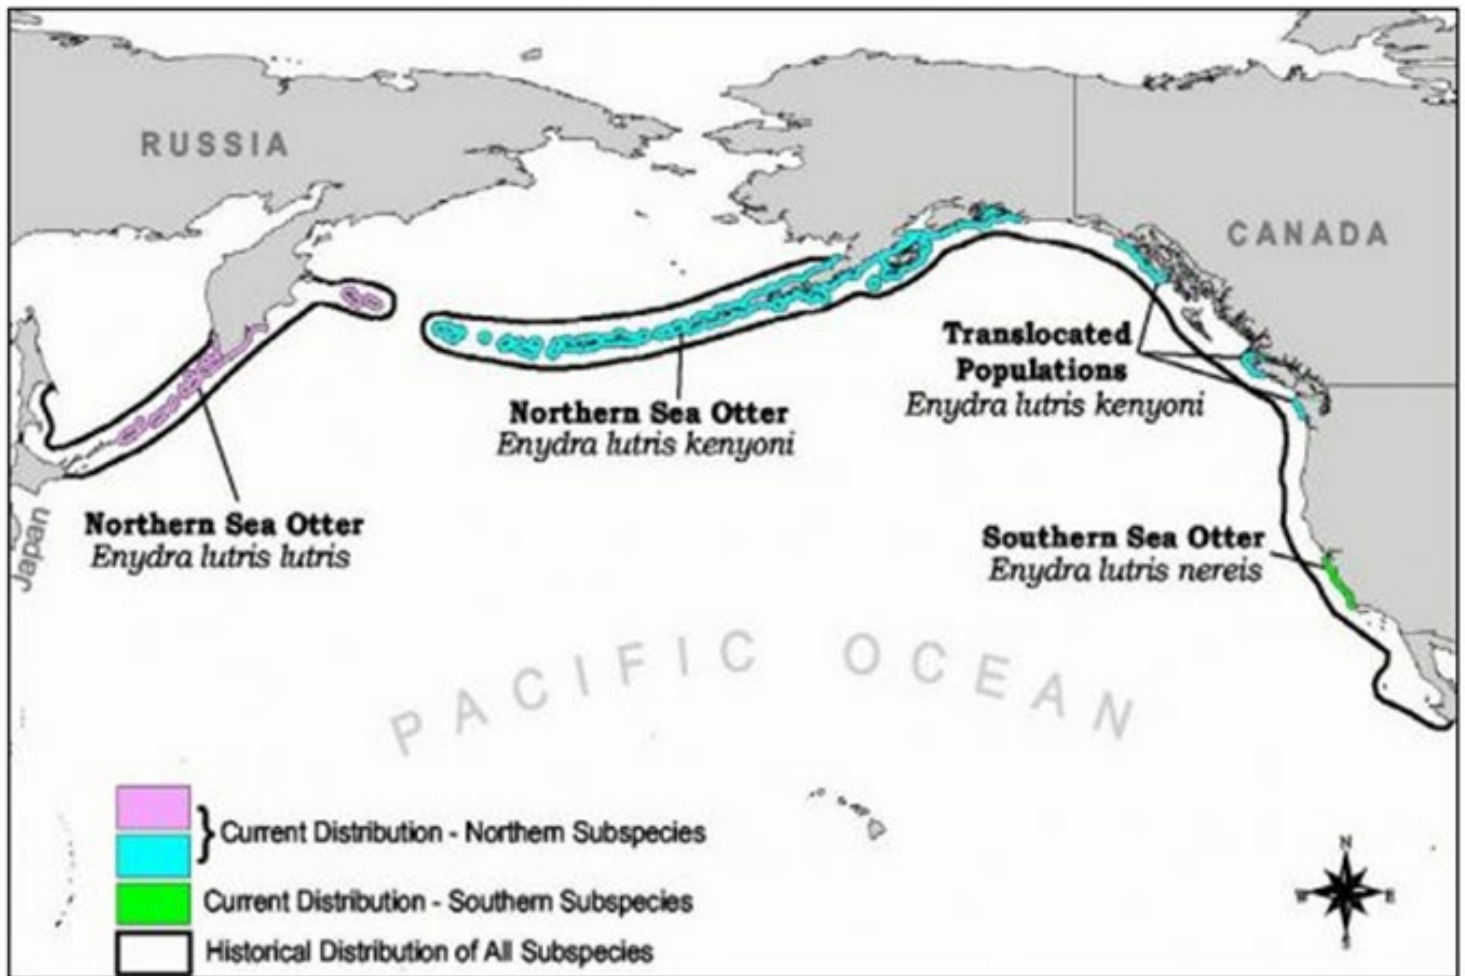 RUSSIA
CANADA
Translocated
Populations
Enydra lutris kenyoni
Northern Sea Otter
Enydra lutris kenyoni
Northern Sea Otter
Enydra lutris lutris
Japan
Southern Sea Otter
Enydra lutris nereis
PACIFIC OCEAN
Current Distribution - Northern Subspecies
Current Distribution - Southern Subspecies
Historical Distribution of All Subspecies
N
W E
S